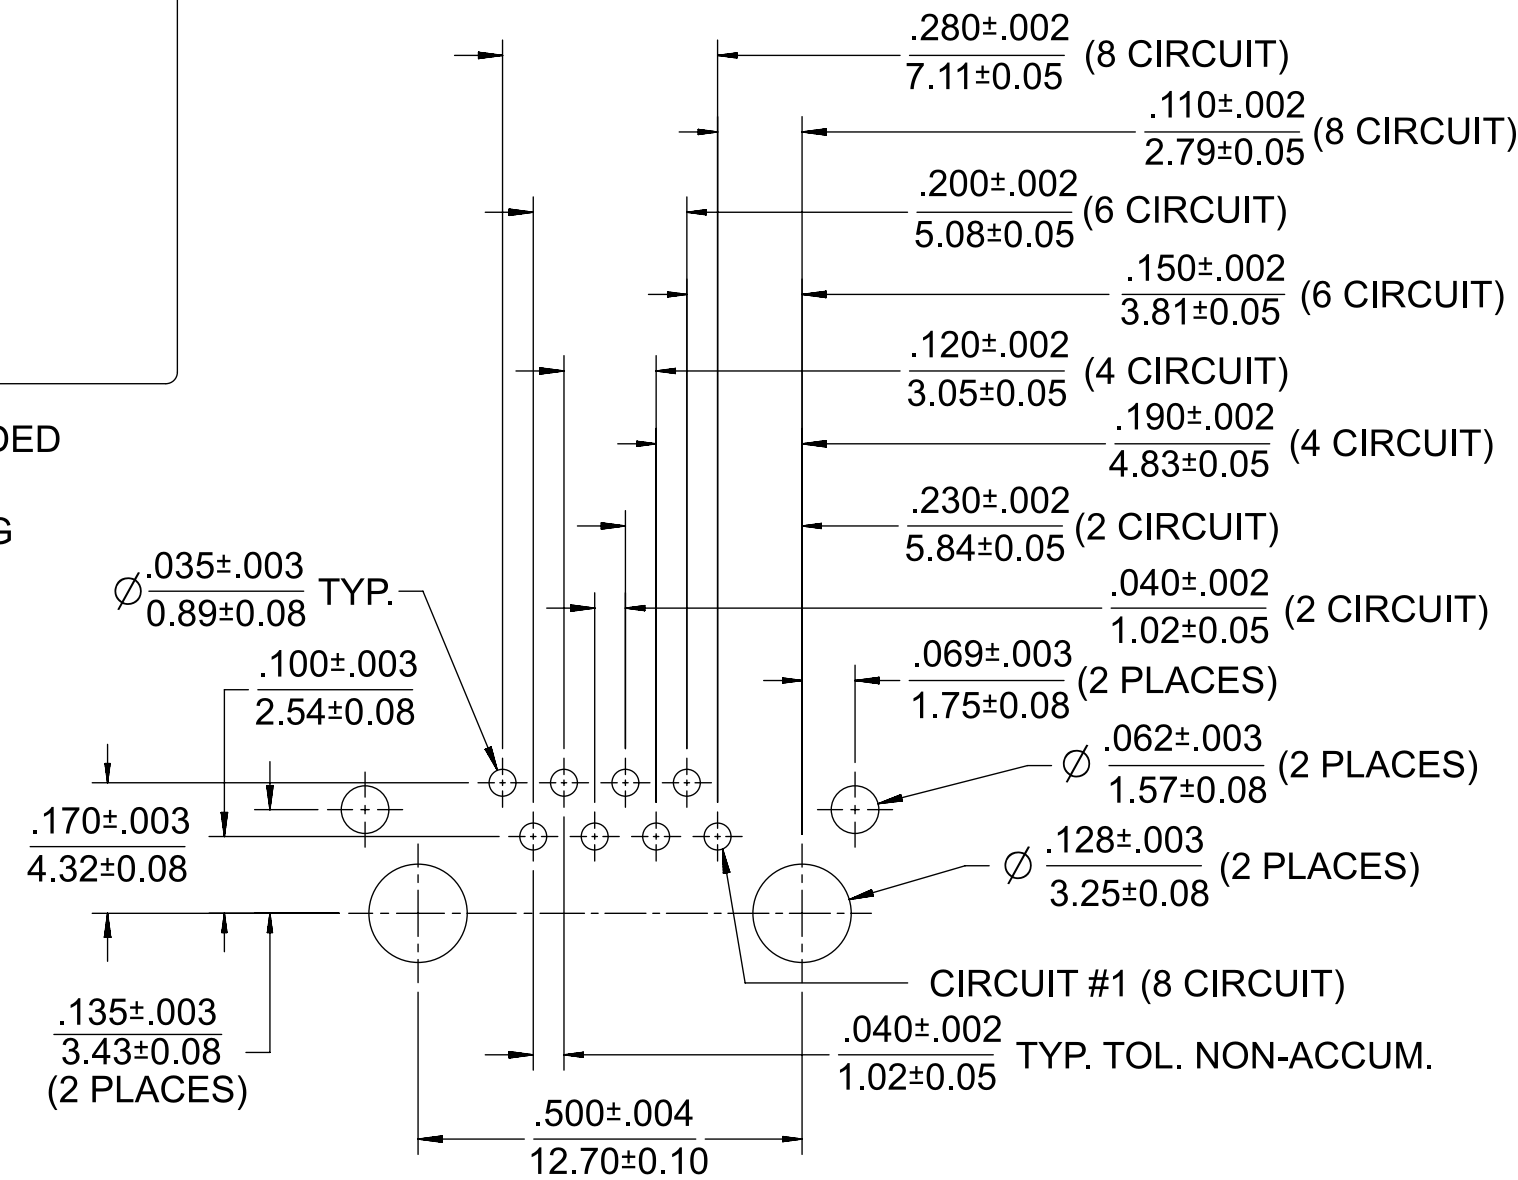 .280±.002
7.11±0.05 (8 CIRCUIT)
.110±.002
2.79±0.05 (8 CIRCUIT)
.200±.002
5.08±0.05 (6 CIRCUIT)
.150±.002
3.81±0.05 (6 CIRCUIT)
.120±.002
3.05±0.05 (4 CIRCUIT)
DED
.190±.002
4.83±0.05 (4 CIRCUIT)
.230±.002
5.84±0.05 (2 CIRCUIT)
G
⌀ .035±.003
0.89±0.08 TYP.
.040±.002
1.02±0.05 (2 CIRCUIT)
.100±.003
2.54±0.08
.069±.003
1.75±0.08 (2 PLACES)
⌀ .062±.003
1.57±0.08 (2 PLACES)
.170±.003
4.32±0.08
⌀ .128±.003
3.25±0.08 (2 PLACES)
CIRCUIT #1 (8 CIRCUIT)
.135±.003
3.43±0.08
(2 PLACES)
.040±.002
1.02±0.05 TYP. TOL. NON-ACCUM.
.500±.004
12.70±0.10